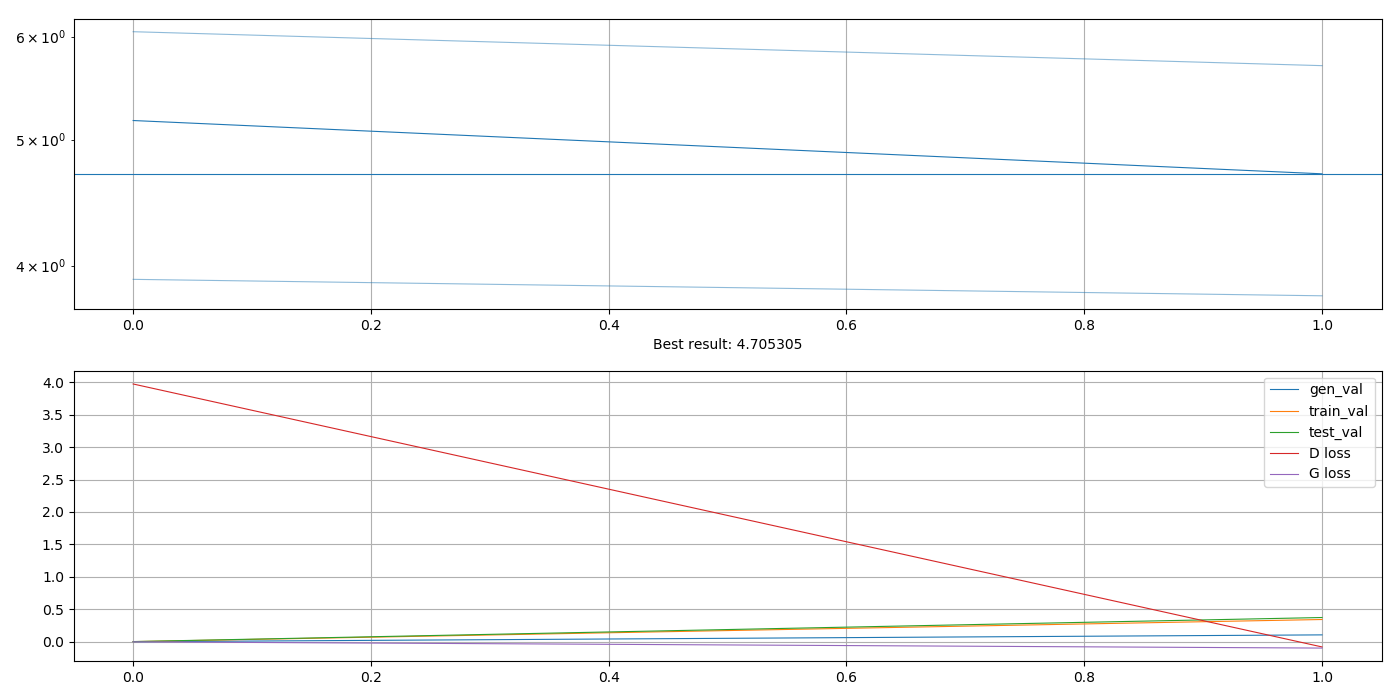 6 × 10⁰
5 × 10⁰
4 × 10⁰
0.0 0.2 0.4 0.6 0.8 1.0
Best result: 4.705305
4.0
3.5
3.0
2.5
2.0
1.5
1.0
0.5
0.0
gen_val
train_val
test_val
D loss
G loss
0.0 0.2 0.4 0.6 0.8 1.0